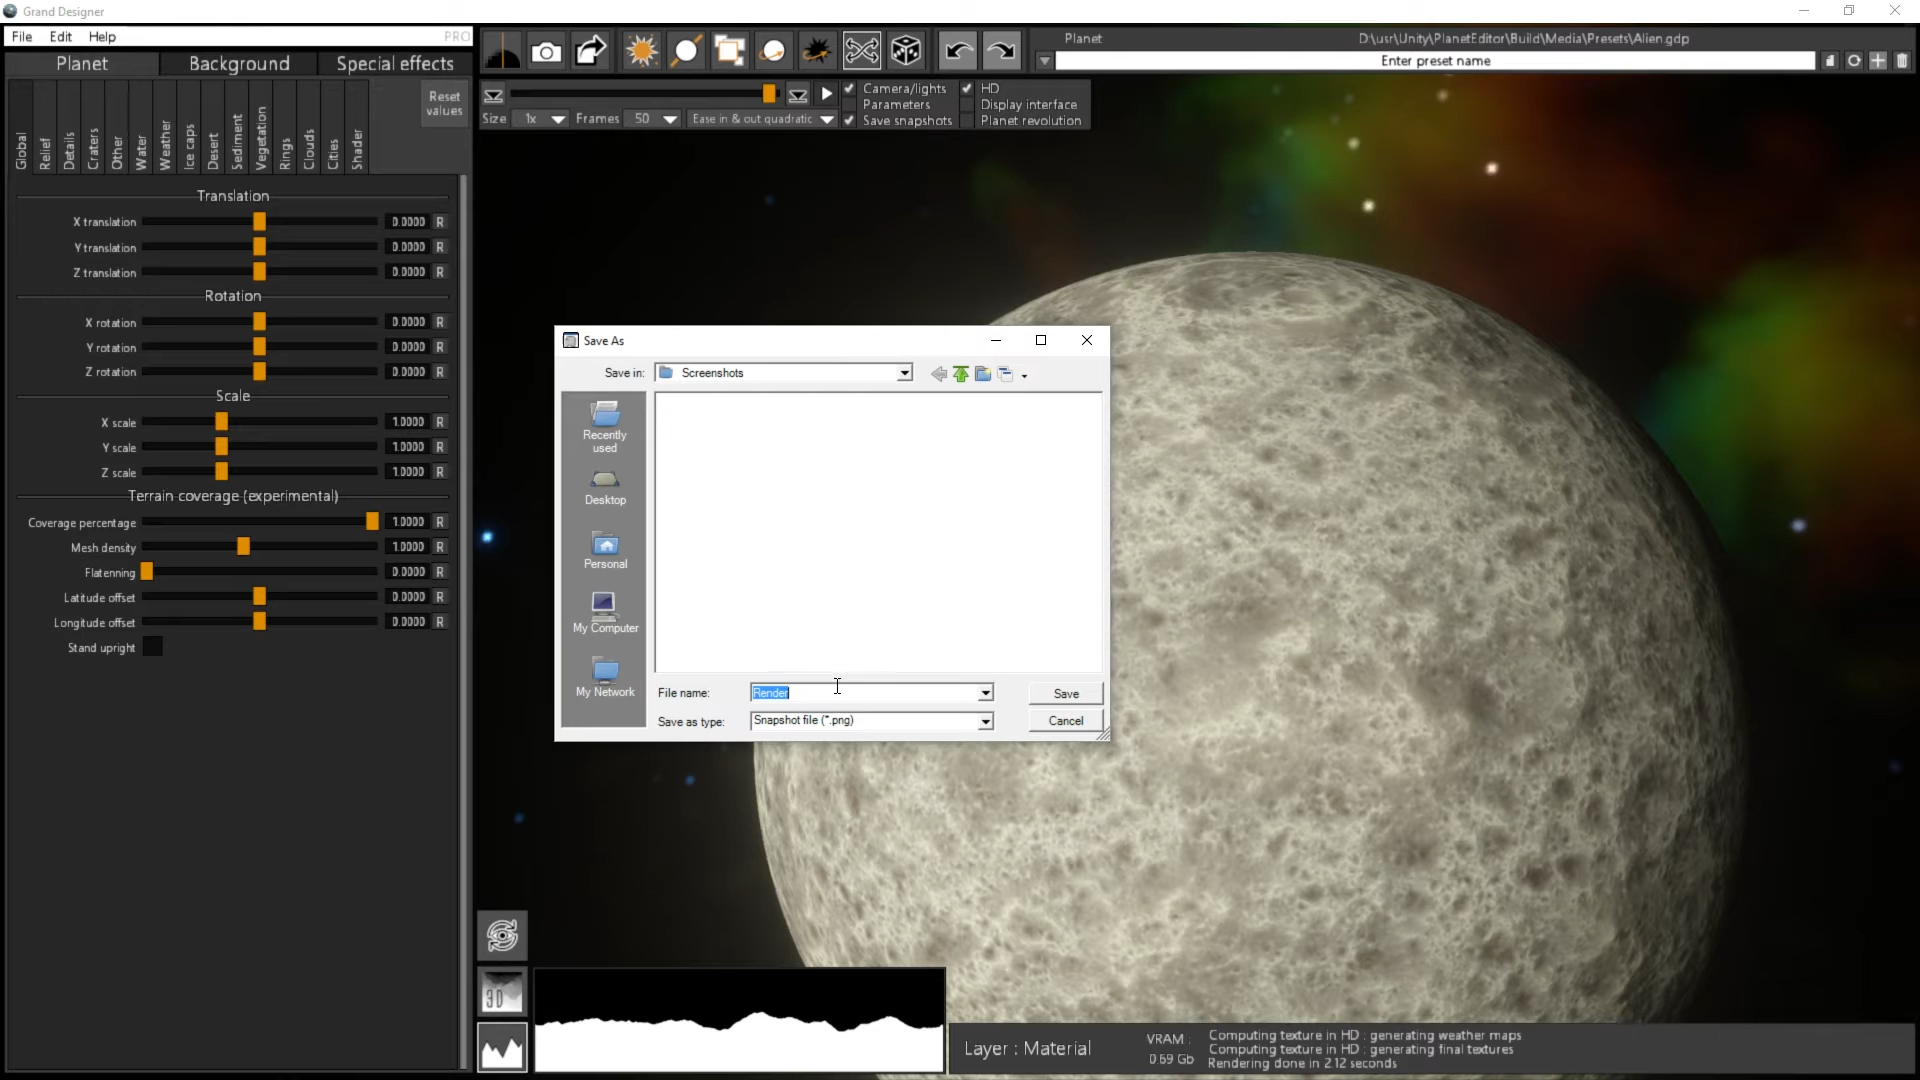 Grand Designer
File Edit Help PRO
Planet Background Special effects
Global
Relief
Details
Craters
Other
Water
Weather
Ice caps
Desert
Sediment
Vegetation
Rings
Clouds
Cities
Shader
Reset
values
Translation
X translation 0.0000 R
Y translation 0.0000 R
Z translation 0.0000 R
Rotation
X rotation 0.0000 R
Y rotation 0.0000 R
Z rotation 0.0000 R
Scale
X scale 1.0000 R
Y scale 1.0000 R
Z scale 1.0000 R
Terrain coverage (experimental)
Coverage percentage 1.0000 R
Mesh density 1.0000 R
Flatenning 0.0000 R
Latitude offset 0.0000 R
Longitude offset 0.0000 R
Stand upright
Planet D:\usr\Unity\PlanetEditor\Build\Media\Presets\Alien.gdp
Enter preset name
Camera/lights HD
Parameters Display interface
Save snapshots Planet revolution
Size 1x Frames 50 Ease in & out quadratic
Save As
Save in: Screenshots
Recently
used
Desktop
Personal
My Computer
My Network
File name: Render Save
Save as type: Snapshot file (*.png) Cancel
3D
Layer : Material
VRAM :
0.69 Gb
Computing texture in HD : generating weather maps
Computing texture in HD : generating final textures
Rendering done in 2.12 seconds